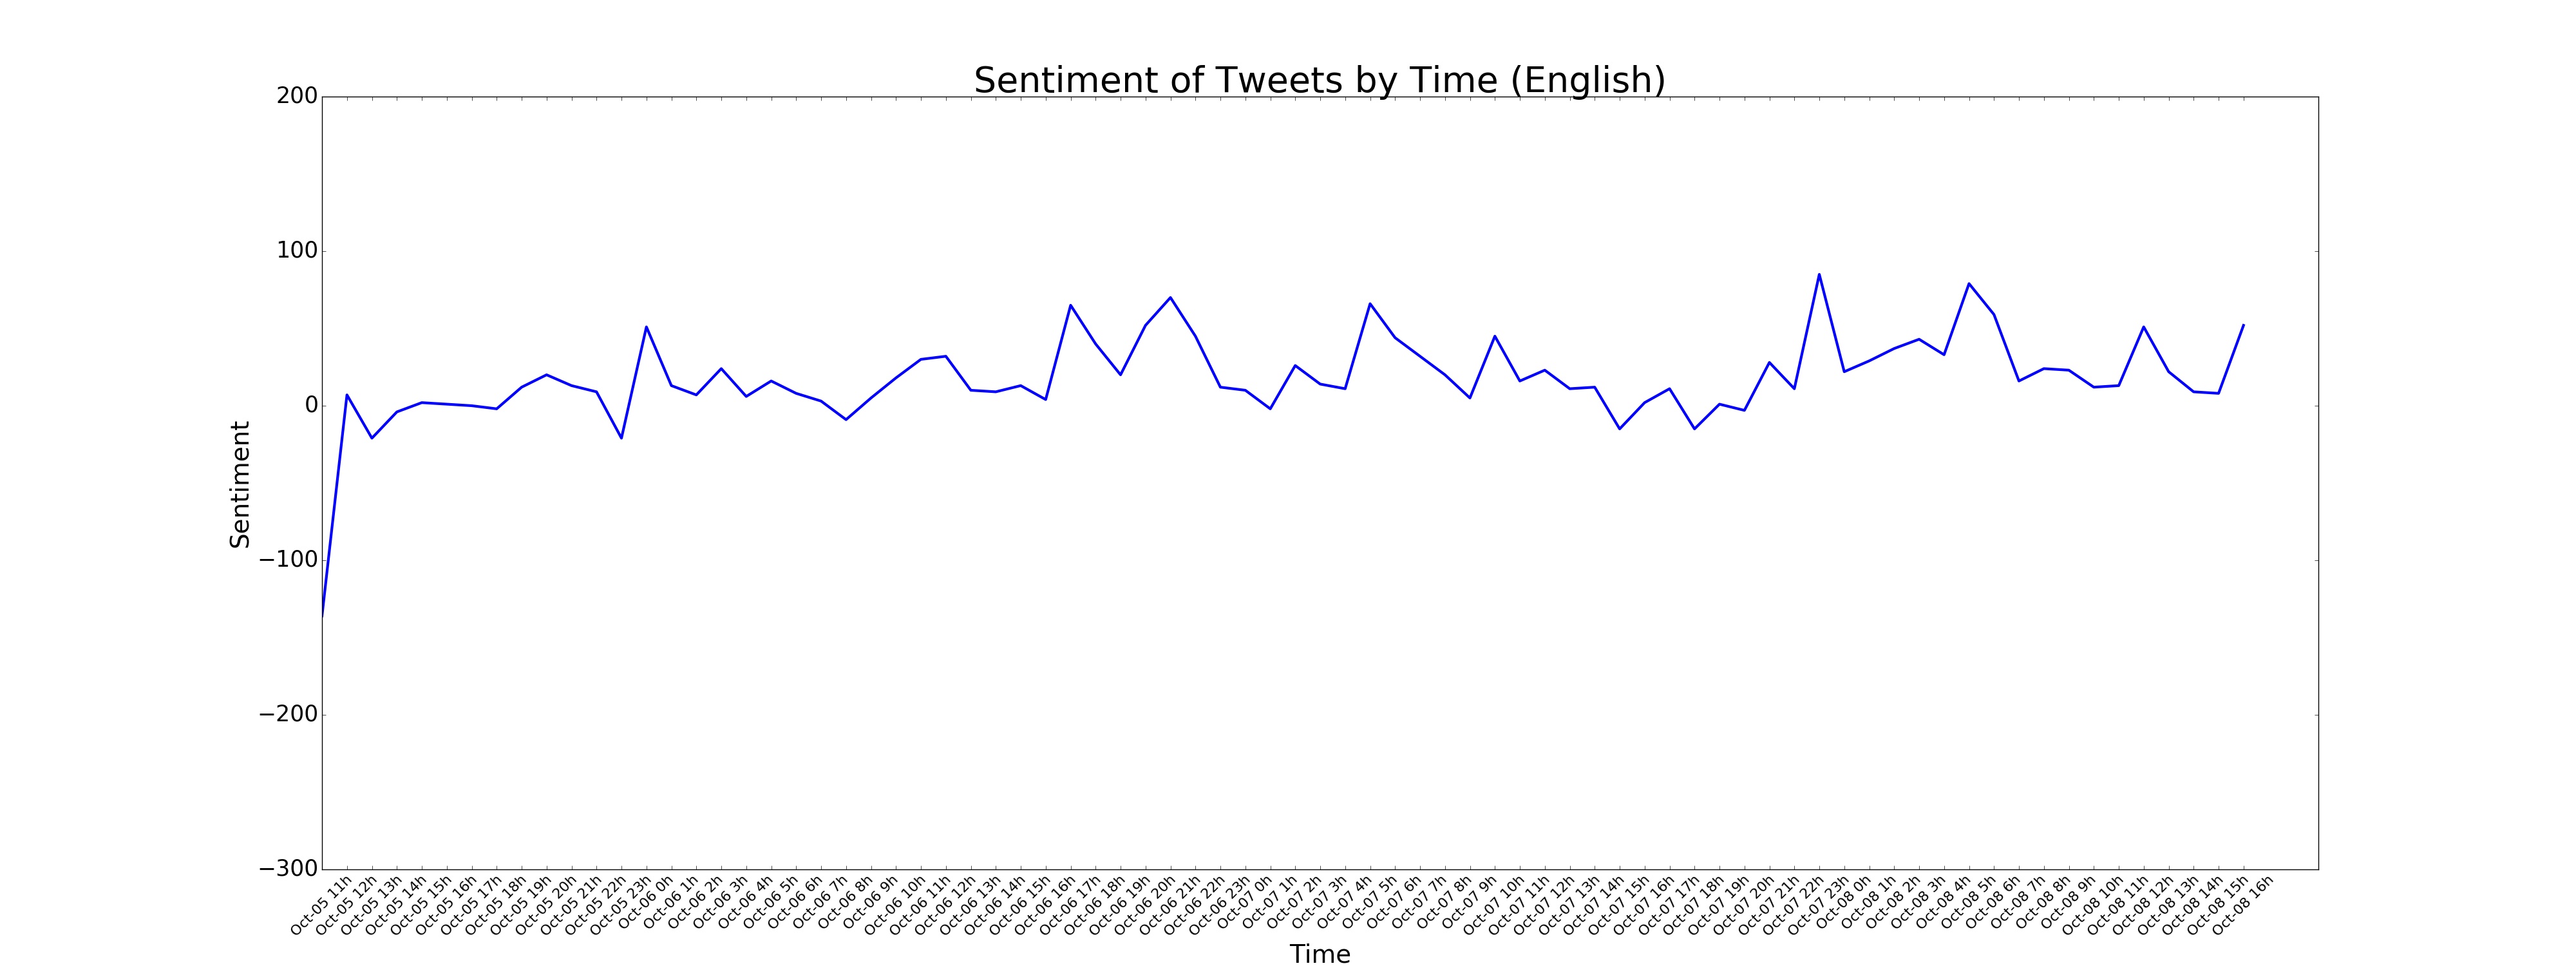 Sentiment of Tweets by Time (English)
200
100
0
−100
−200
−300
Sentiment
Oct-05 11h
Oct-05 12h
Oct-05 13h
Oct-05 14h
Oct-05 15h
Oct-05 16h
Oct-05 17h
Oct-05 18h
Oct-05 19h
Oct-05 20h
Oct-05 21h
Oct-05 22h
Oct-05 23h
Oct-06 0h
Oct-06 1h
Oct-06 2h
Oct-06 3h
Oct-06 4h
Oct-06 5h
Oct-06 6h
Oct-06 7h
Oct-06 8h
Oct-06 9h
Oct-06 10h
Oct-06 11h
Oct-06 12h
Oct-06 13h
Oct-06 14h
Oct-06 15h
Oct-06 16h
Oct-06 17h
Oct-06 18h
Oct-06 19h
Oct-06 20h
Oct-06 21h
Oct-06 22h
Oct-06 23h
Oct-07 0h
Oct-07 1h
Oct-07 2h
Oct-07 3h
Oct-07 4h
Oct-07 5h
Oct-07 6h
Oct-07 7h
Oct-07 8h
Oct-07 9h
Oct-07 10h
Oct-07 11h
Oct-07 12h
Oct-07 13h
Oct-07 14h
Oct-07 15h
Oct-07 16h
Oct-07 17h
Oct-07 18h
Oct-07 19h
Oct-07 20h
Oct-07 21h
Oct-07 22h
Oct-07 23h
Oct-08 0h
Oct-08 1h
Oct-08 2h
Oct-08 3h
Oct-08 4h
Oct-08 5h
Oct-08 6h
Oct-08 7h
Oct-08 8h
Oct-08 9h
Oct-08 10h
Oct-08 11h
Oct-08 12h
Oct-08 13h
Oct-08 14h
Oct-08 15h
Oct-08 16h
Time